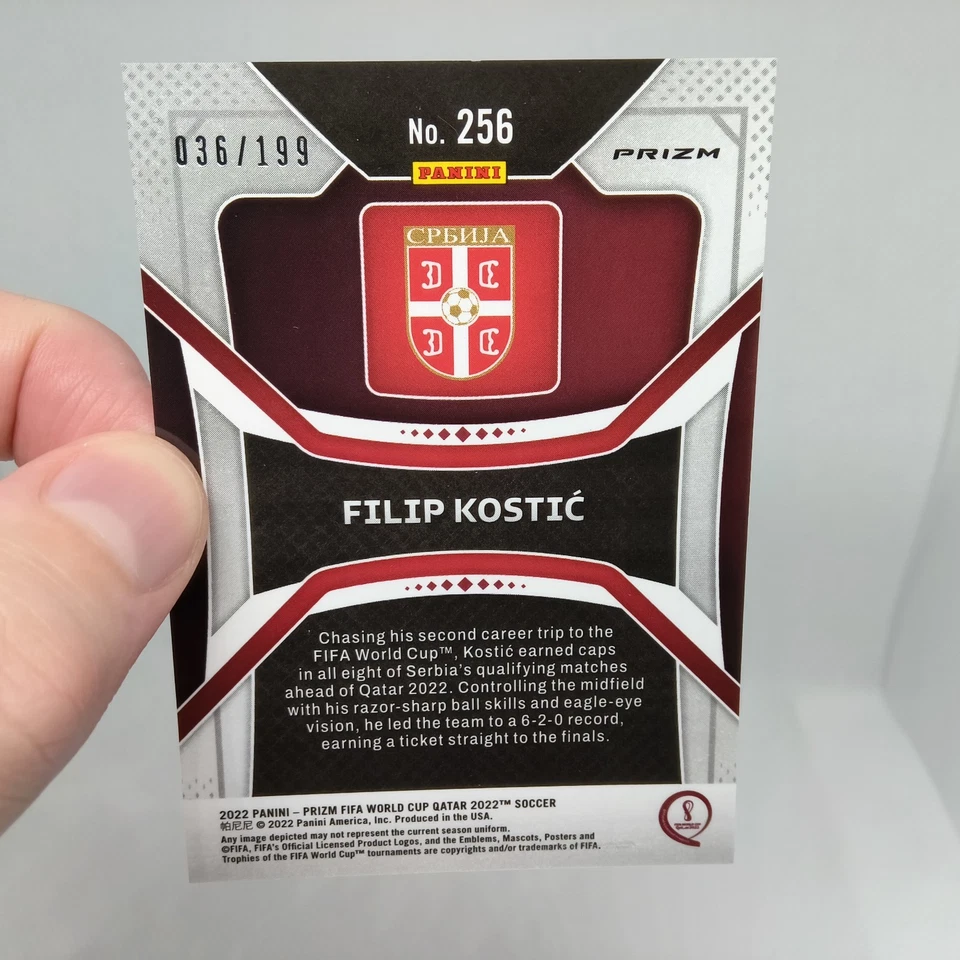 No. 256
036/199
PRIZM
PANINI
СРБИЈА
FILIP KOSTIĆ
Chasing his second career trip to the
FIFA World Cup™, Kostić earned caps
in all eight of Serbia's qualifying matches
ahead of Qatar 2022. Controlling the midfield
with his razor-sharp ball skills and eagle-eye
vision, he led the team to a 6-2-0 record,
earning a ticket straight to the finals.
2022 PANINI – PRIZM FIFA WORLD CUP QATAR 2022™ SOCCER
帕尼尼 © 2022 Panini America, Inc. Produced in the USA.
Any image depicted may not represent the current season uniform.
©FIFA, FIFA's Official Licensed Product Logos, and the Emblems, Mascots, Posters and
Trophies of the FIFA World Cup™ tournaments are copyrights and/or trademarks of FIFA.